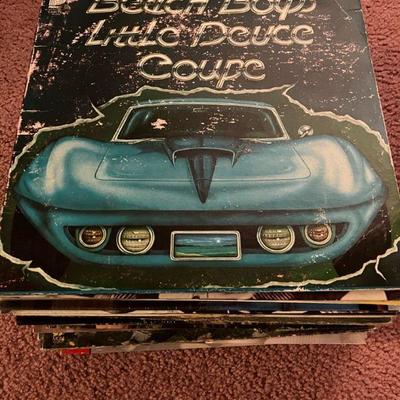 Beach Boys
Little Deuce
Coupe